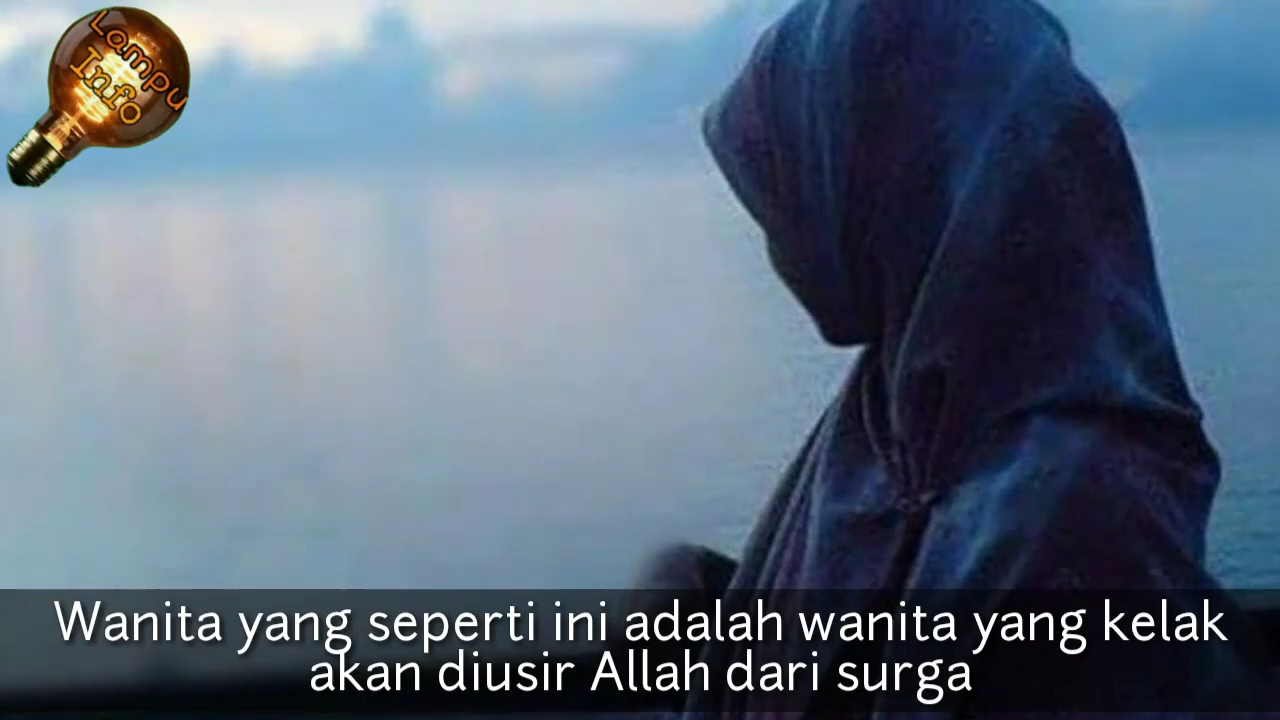 Lampu
Info
Wanita yang seperti ini adalah wanita yang kelak
akan diusir Allah dari surga